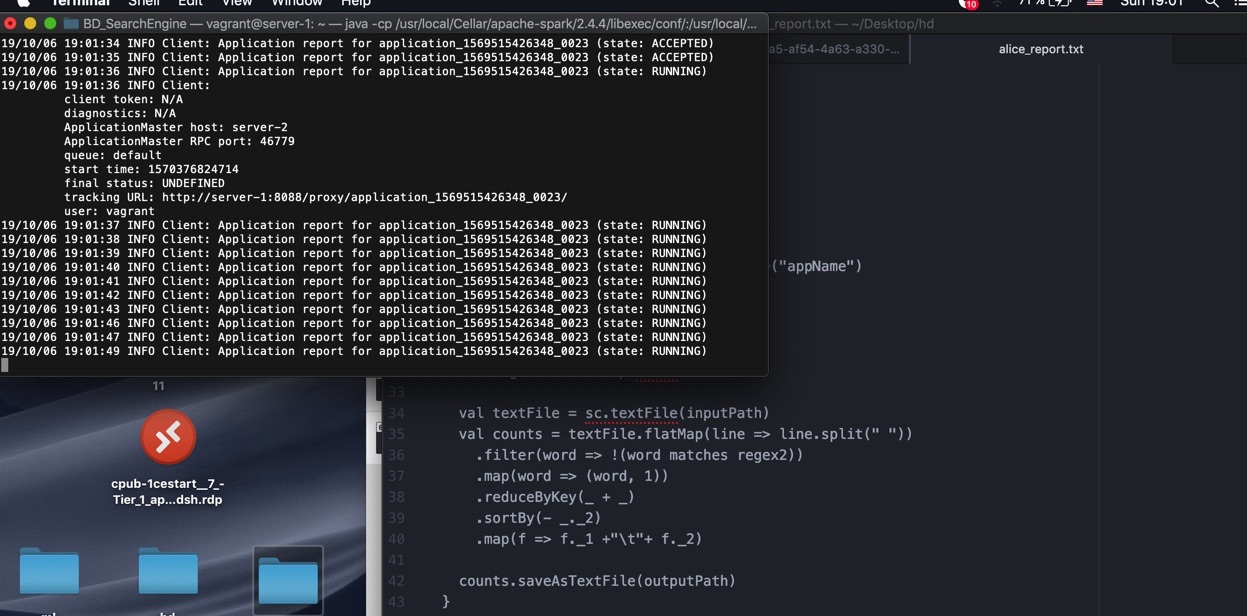 Terminal Shell Edit View Window Help 10 71% Sun 19:01
BD_SearchEngine — vagrant@server-1: ~ — java -cp /usr/local/Cellar/apache-spark/2.4.4/libexec/conf/:/usr/local/...
_report.txt — ~/Desktop/hd
a5-af54-4a63-a330-...
alice_report.txt
19/10/06 19:01:34 INFO Client: Application report for application_1569515426348_0023 (state: ACCEPTED)
19/10/06 19:01:35 INFO Client: Application report for application_1569515426348_0023 (state: ACCEPTED)
19/10/06 19:01:36 INFO Client: Application report for application_1569515426348_0023 (state: RUNNING)
19/10/06 19:01:36 INFO Client:
client token: N/A
diagnostics: N/A
ApplicationMaster host: server-2
ApplicationMaster RPC port: 46779
queue: default
start time: 1570376824714
final status: UNDEFINED
tracking URL: http://server-1:8088/proxy/application_1569515426348_0023/
user: vagrant
19/10/06 19:01:37 INFO Client: Application report for application_1569515426348_0023 (state: RUNNING)
19/10/06 19:01:38 INFO Client: Application report for application_1569515426348_0023 (state: RUNNING)
19/10/06 19:01:39 INFO Client: Application report for application_1569515426348_0023 (state: RUNNING)
19/10/06 19:01:40 INFO Client: Application report for application_1569515426348_0023 (state: RUNNING)
19/10/06 19:01:41 INFO Client: Application report for application_1569515426348_0023 (state: RUNNING)
19/10/06 19:01:42 INFO Client: Application report for application_1569515426348_0023 (state: RUNNING)
19/10/06 19:01:43 INFO Client: Application report for application_1569515426348_0023 (state: RUNNING)
19/10/06 19:01:46 INFO Client: Application report for application_1569515426348_0023 (state: RUNNING)
19/10/06 19:01:47 INFO Client: Application report for application_1569515426348_0023 (state: RUNNING)
19/10/06 19:01:49 INFO Client: Application report for application_1569515426348_0023 (state: RUNNING)
("appName")
11
cpub-1cestart__7_-
Tier_1_ap...dsh.rdp
33
34 val textFile = sc.textFile(inputPath)
35 val counts = textFile.flatMap(line => line.split(" "))
36 .filter(word => !(word matches regex2))
37 .map(word => (word, 1))
38 .reduceByKey(_ + _)
39 .sortBy(- _._2)
40 .map(f => f._1 +"\t"+ f._2)
41
42 counts.saveAsTextFile(outputPath)
43 }